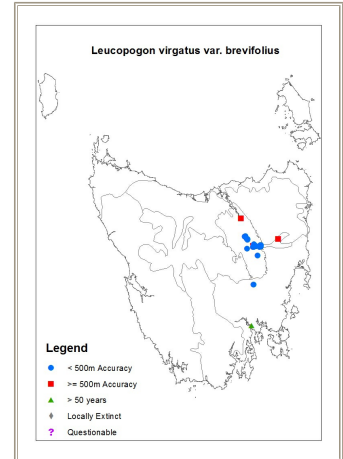 Leucopogon virgatus var. brevifolius
Legend
< 500m Accuracy
>= 500m Accuracy
> 50 years
Locally Extinct
? Questionable